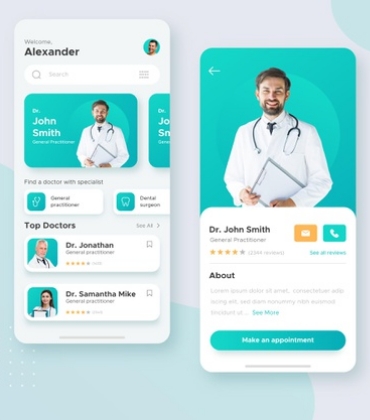 Welcome,
Alexander
Search
Dr.
John
Smith
General Practitioner
Dr.
Jo
Sm
Find a doctor with specialist
General
practitioner
Dental
surgeon
Top Doctors
See All
Dr. Jonathan
General practitioner
Dr. Samantha Mike
General practitioner
Dr. John Smith
General Practitioner
See all reviews
About
Lorem ipsum dolor sit amet, consectetuer adip
iscing elit, sed diam nonummy nibh euismod
tincidunt ut ... See More
Make an appointment